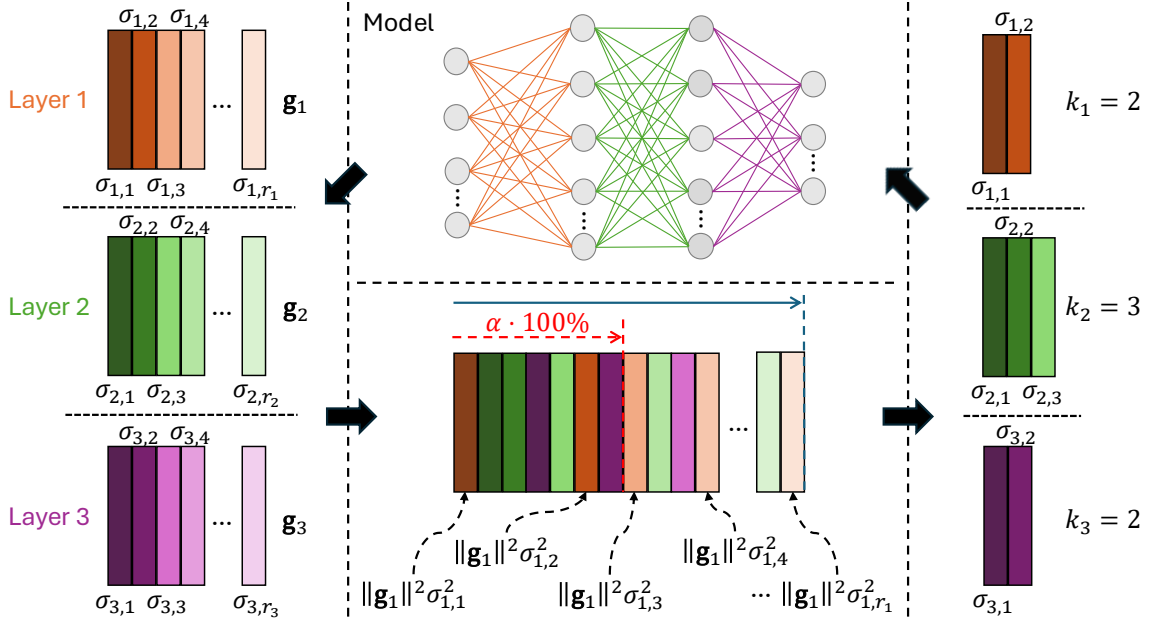 σ₁,₂ σ₁,₄
Layer 1
...
𝐠₁
σ₁,₁ σ₁,₃ σ₁,ᵣ₁
σ₂,₂ σ₂,₄
Layer 2
...
𝐠₂
σ₂,₁ σ₂,₃ σ₂,ᵣ₂
σ₃,₂ σ₃,₄
Layer 3
...
𝐠₃
σ₃,₁ σ₃,₃ σ₃,ᵣ₃
Model
α · 100%
...
‖𝐠₁‖²σ²₁,₂
‖𝐠₁‖²σ²₁,₄
‖𝐠₁‖²σ²₁,₁
‖𝐠₁‖²σ²₁,₃
... ‖𝐠₁‖²σ²₁,ᵣ₁
σ₁,₂
k₁ = 2
σ₁,₁
σ₂,₂
k₂ = 3
σ₂,₁ σ₂,₃
σ₃,₂
k₃ = 2
σ₃,₁